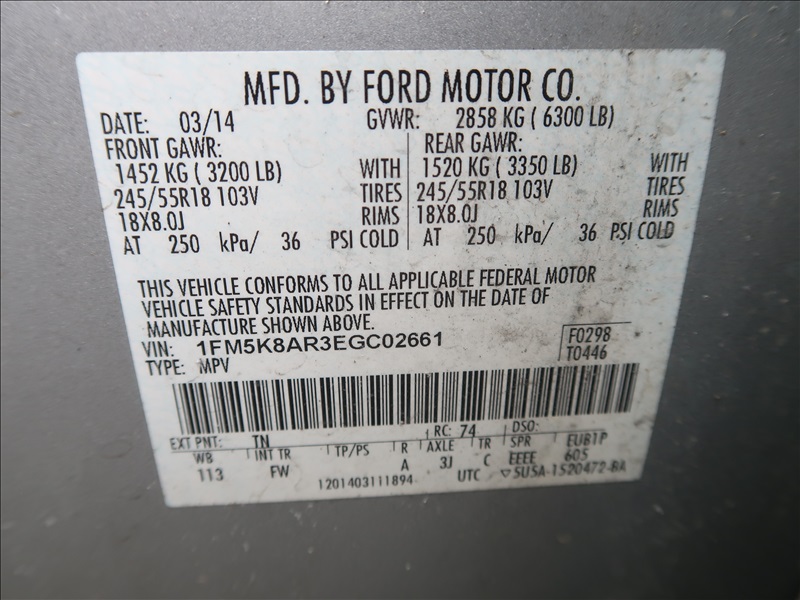 MFD. BY FORD MOTOR CO.
DATE: 03/14 GVWR: 2858 KG ( 6300 LB)
FRONT GAWR: REAR GAWR:
1452 KG ( 3200 LB) WITH 1520 KG ( 3350 LB) WITH
245/55R18 103V TIRES 245/55R18 103V TIRES
18X8.0J RIMS 18X8.0J RIMS
AT 250 kPa/ 36 PSI COLD AT 250 kPa/ 36 PSI COLD
THIS VEHICLE CONFORMS TO ALL APPLICABLE FEDERAL MOTOR
VEHICLE SAFETY STANDARDS IN EFFECT ON THE DATE OF
MANUFACTURE SHOWN ABOVE.
VIN: 1FM5K8AR3EGC02661 F0298
TYPE: MPV T0446
EXT PNT: TN RC: 74 DSO:
WB INT TR TP/PS R AXLE TR SPR EUB1P
113 FW A 3J C EEEE 605
1201403111894 UTC ▽SU5A-1520472-BA